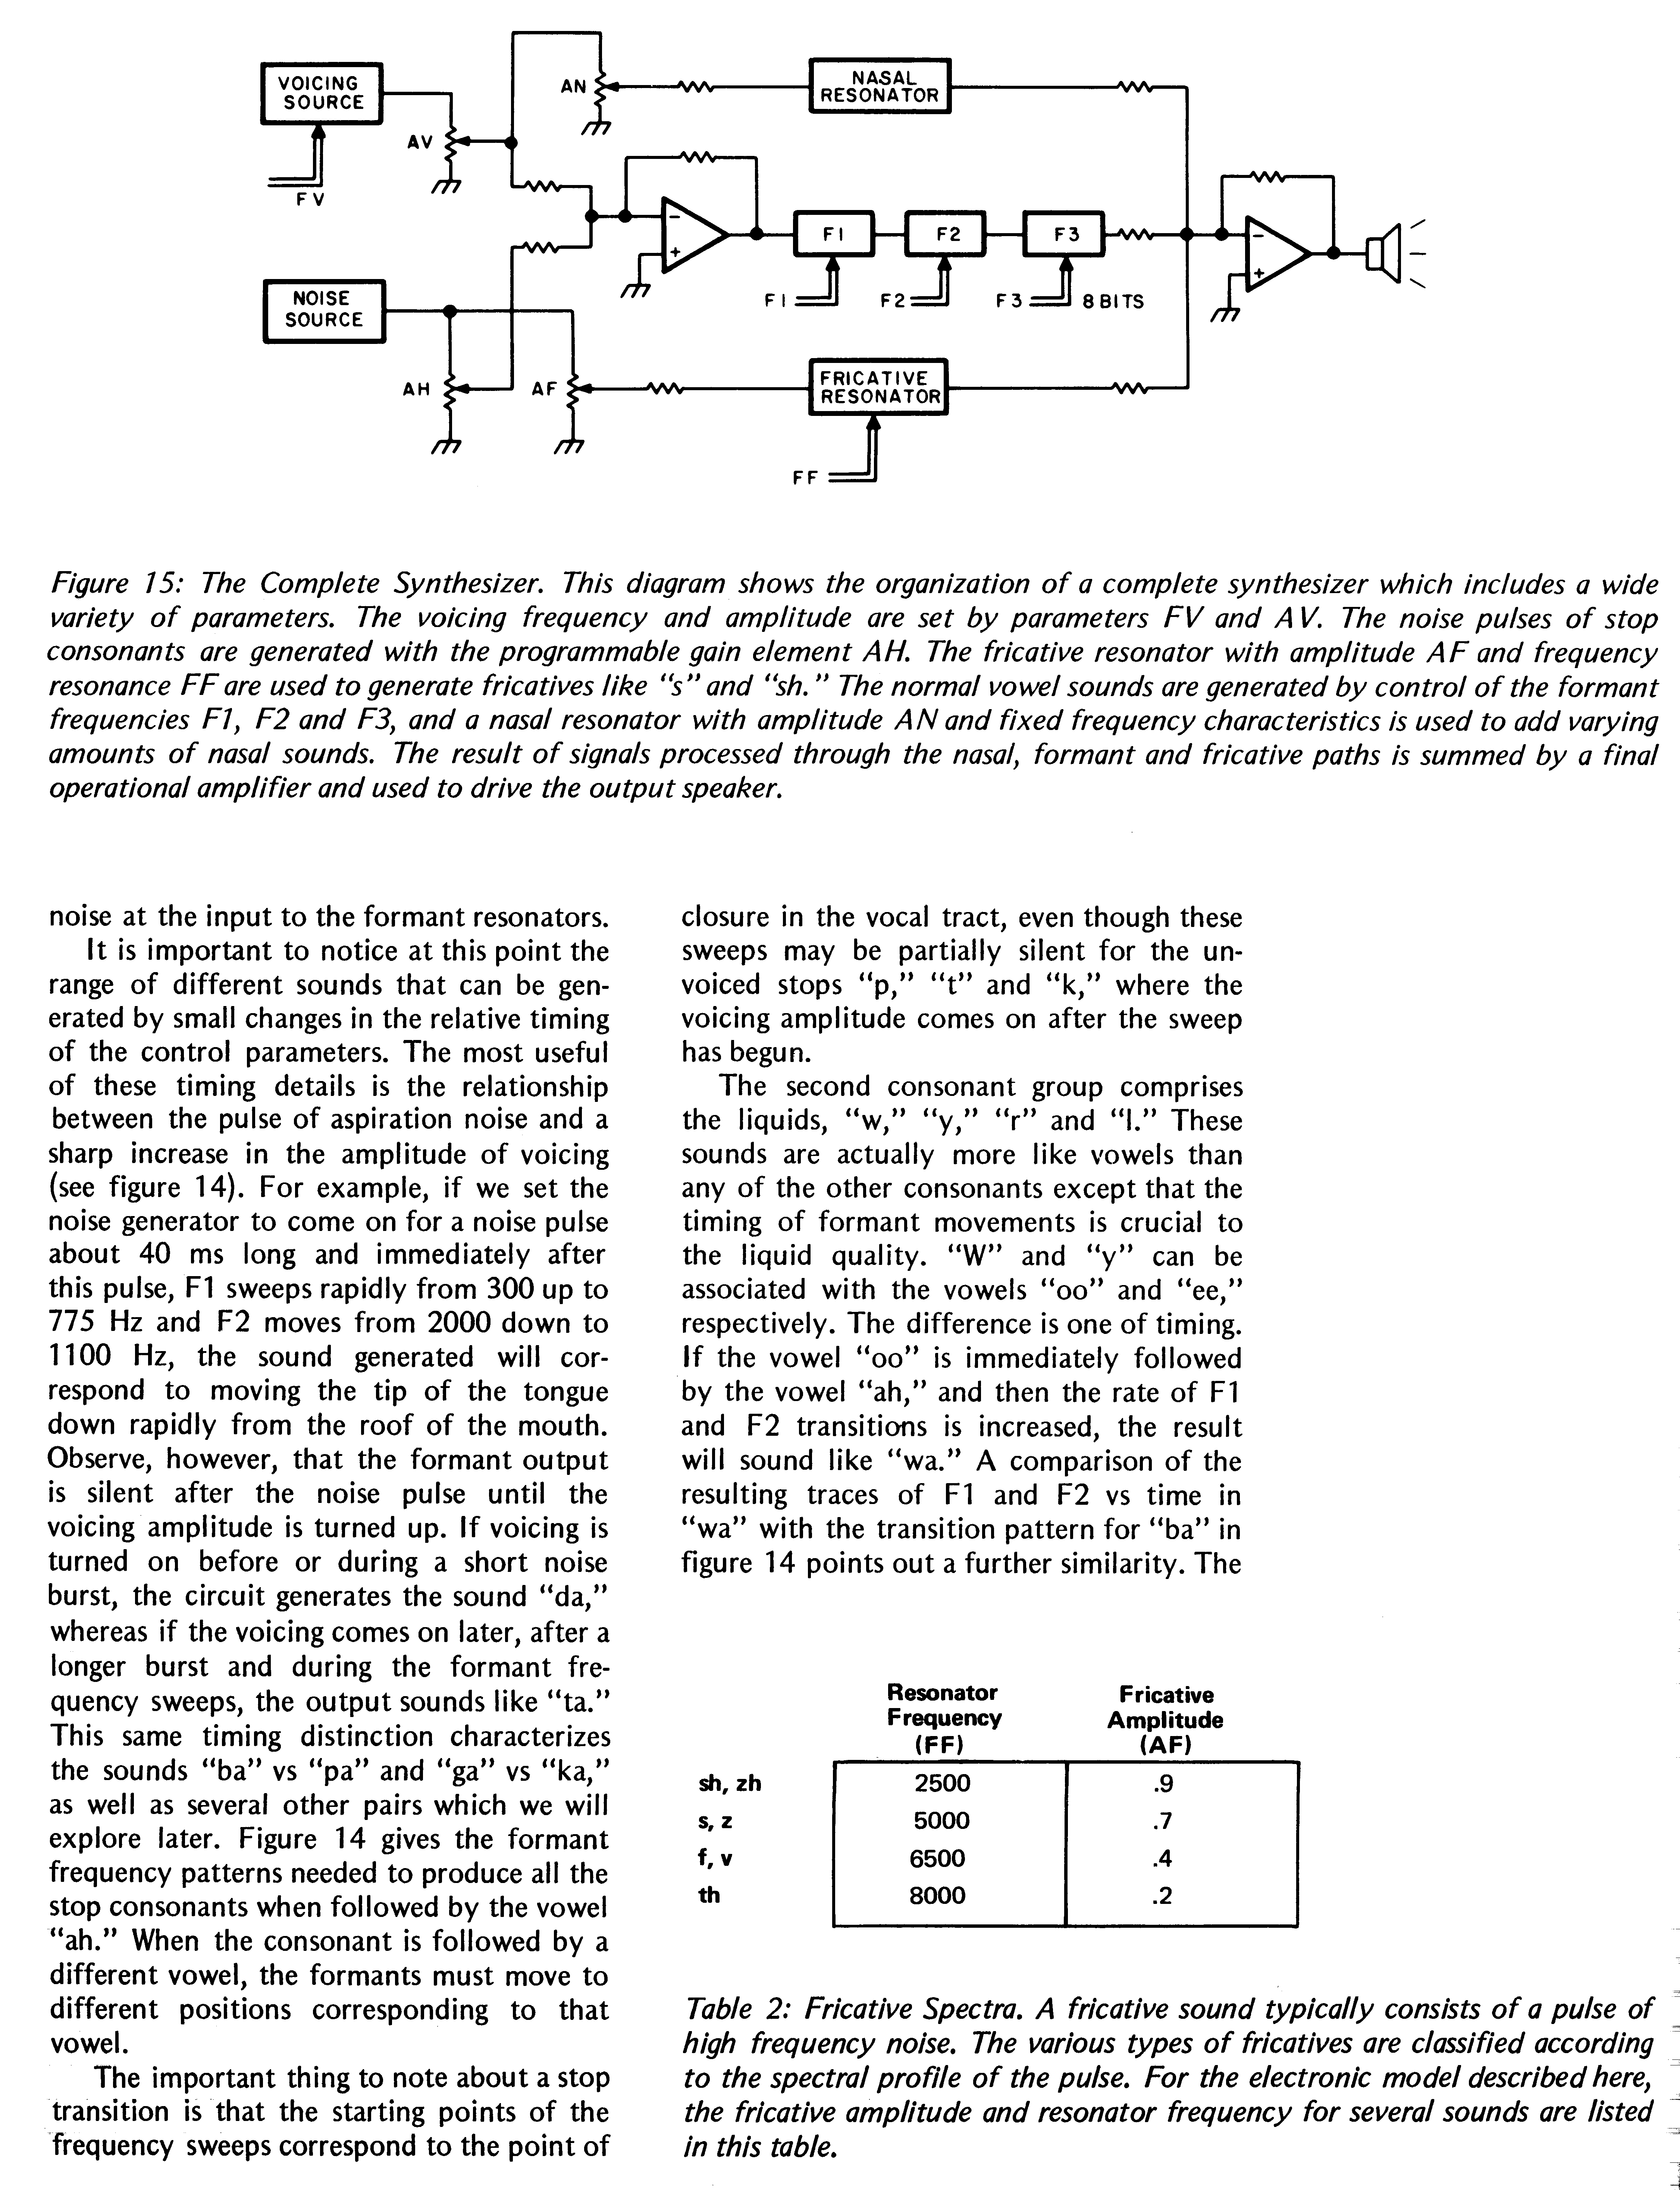 VOICING
SOURCE
FV
AV
AN
NASAL
RESONATOR
NOISE
SOURCE
AH
AF
F1
F2
F3
F1
F2
F3
8 BITS
FRICATIVE
RESONATOR
FF
Figure 15: The Complete Synthesizer. This diagram shows the organization of a complete synthesizer which includes a wide
variety of parameters. The voicing frequency and amplitude are set by parameters FV and AV. The noise pulses of stop
consonants are generated with the programmable gain element AH. The fricative resonator with amplitude AF and frequency
resonance FF are used to generate fricatives like “s” and “sh.” The normal vowel sounds are generated by control of the formant
frequencies F1, F2 and F3, and a nasal resonator with amplitude AN and fixed frequency characteristics is used to add varying
amounts of nasal sounds. The result of signals processed through the nasal, formant and fricative paths is summed by a final
operational amplifier and used to drive the output speaker.
noise at the input to the formant resonators.
It is important to notice at this point the
range of different sounds that can be gen-
erated by small changes in the relative timing
of the control parameters. The most useful
of these timing details is the relationship
between the pulse of aspiration noise and a
sharp increase in the amplitude of voicing
(see figure 14). For example, if we set the
noise generator to come on for a noise pulse
about 40 ms long and immediately after
this pulse, F1 sweeps rapidly from 300 up to
775 Hz and F2 moves from 2000 down to
1100 Hz, the sound generated will cor-
respond to moving the tip of the tongue
down rapidly from the roof of the mouth.
Observe, however, that the formant output
is silent after the noise pulse until the
voicing amplitude is turned up. If voicing is
turned on before or during a short noise
burst, the circuit generates the sound “da,”
whereas if the voicing comes on later, after a
longer burst and during the formant fre-
quency sweeps, the output sounds like “ta.”
This same timing distinction characterizes
the sounds “ba” vs “pa” and “ga” vs “ka,”
as well as several other pairs which we will
explore later. Figure 14 gives the formant
frequency patterns needed to produce all the
stop consonants when followed by the vowel
“ah.” When the consonant is followed by a
different vowel, the formants must move to
different positions corresponding to that
vowel.
The important thing to note about a stop
transition is that the starting points of the
frequency sweeps correspond to the point of
closure in the vocal tract, even though these
sweeps may be partially silent for the un-
voiced stops “p,” “t” and “k,” where the
voicing amplitude comes on after the sweep
has begun.
The second consonant group comprises
the liquids, “w,” “y,” “r” and “l.” These
sounds are actually more like vowels than
any of the other consonants except that the
timing of formant movements is crucial to
the liquid quality. “W” and “y” can be
associated with the vowels “oo” and “ee,”
respectively. The difference is one of timing.
If the vowel “oo” is immediately followed
by the vowel “ah,” and then the rate of F1
and F2 transitions is increased, the result
will sound like “wa.” A comparison of the
resulting traces of F1 and F2 vs time in
“wa” with the transition pattern for “ba” in
figure 14 points out a further similarity. The
Resonator Fricative
Frequency Amplitude
(FF) (AF)
sh, zh 2500 .9
s, z 5000 .7
f, v 6500 .4
th 8000 .2
Table 2: Fricative Spectra. A fricative sound typically consists of a pulse of
high frequency noise. The various types of fricatives are classified according
to the spectral profile of the pulse. For the electronic model described here,
the fricative amplitude and resonator frequency for several sounds are listed
in this table.